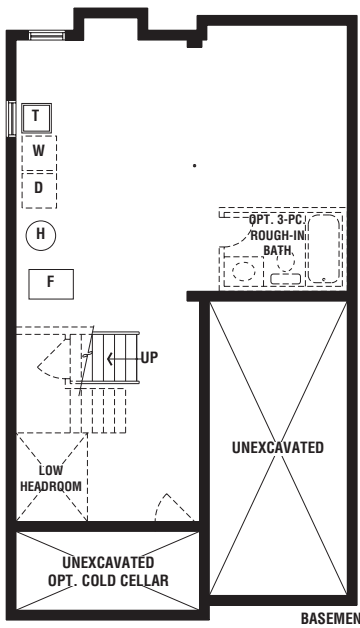 T
W
D
H
F
OPT. 3-PC.
ROUGH-IN
BATH
UP
UNEXCAVATED
LOW
HEADROOM
UNEXCAVATED
OPT. COLD CELLAR
BASEMEN